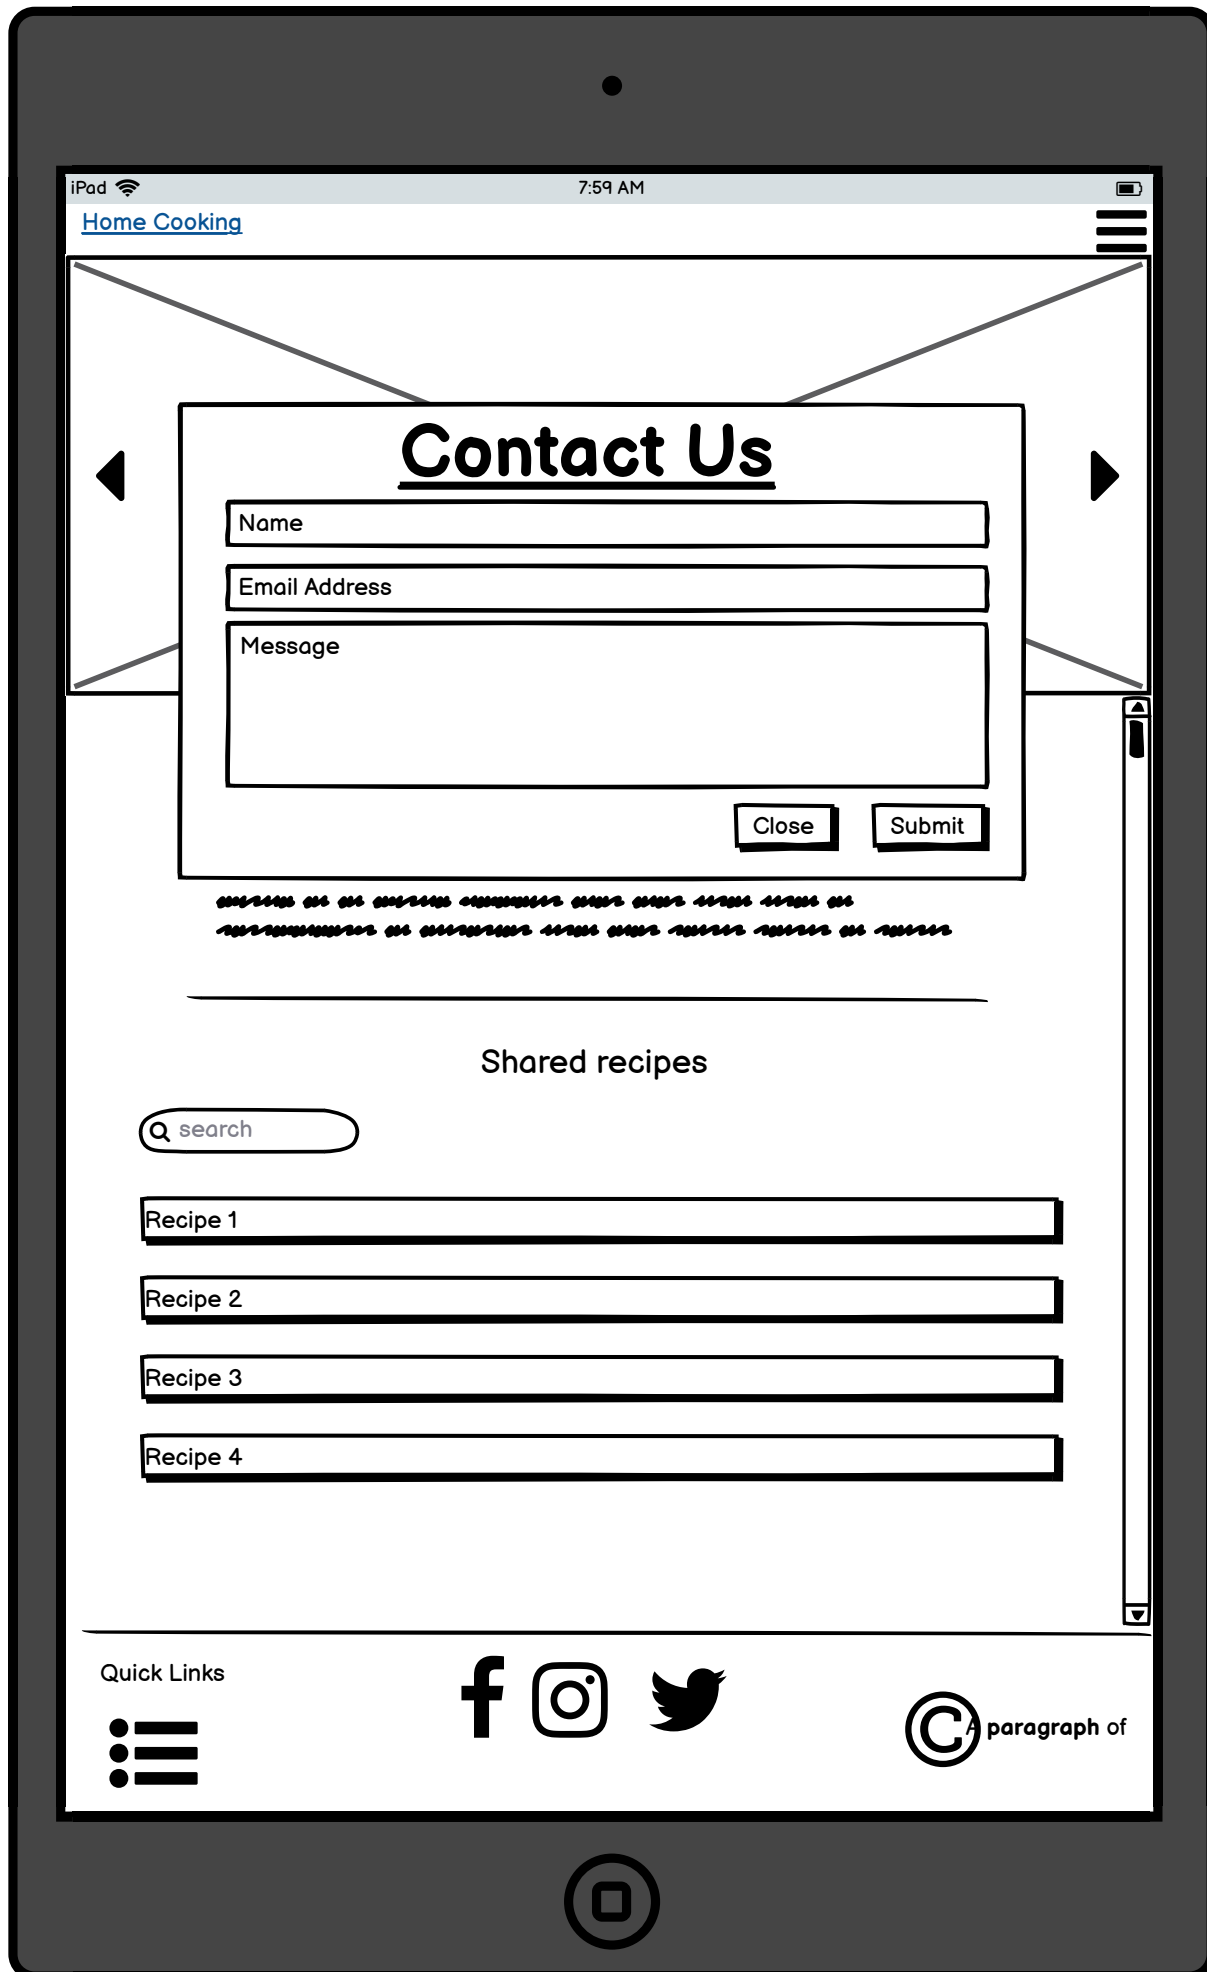 iPad 7:59 AM
Home Cooking
Contact Us
Name
Email Address
Message
Close Submit
Shared recipes
search
Recipe 1
Recipe 2
Recipe 3
Recipe 4
Quick Links
A paragraph of